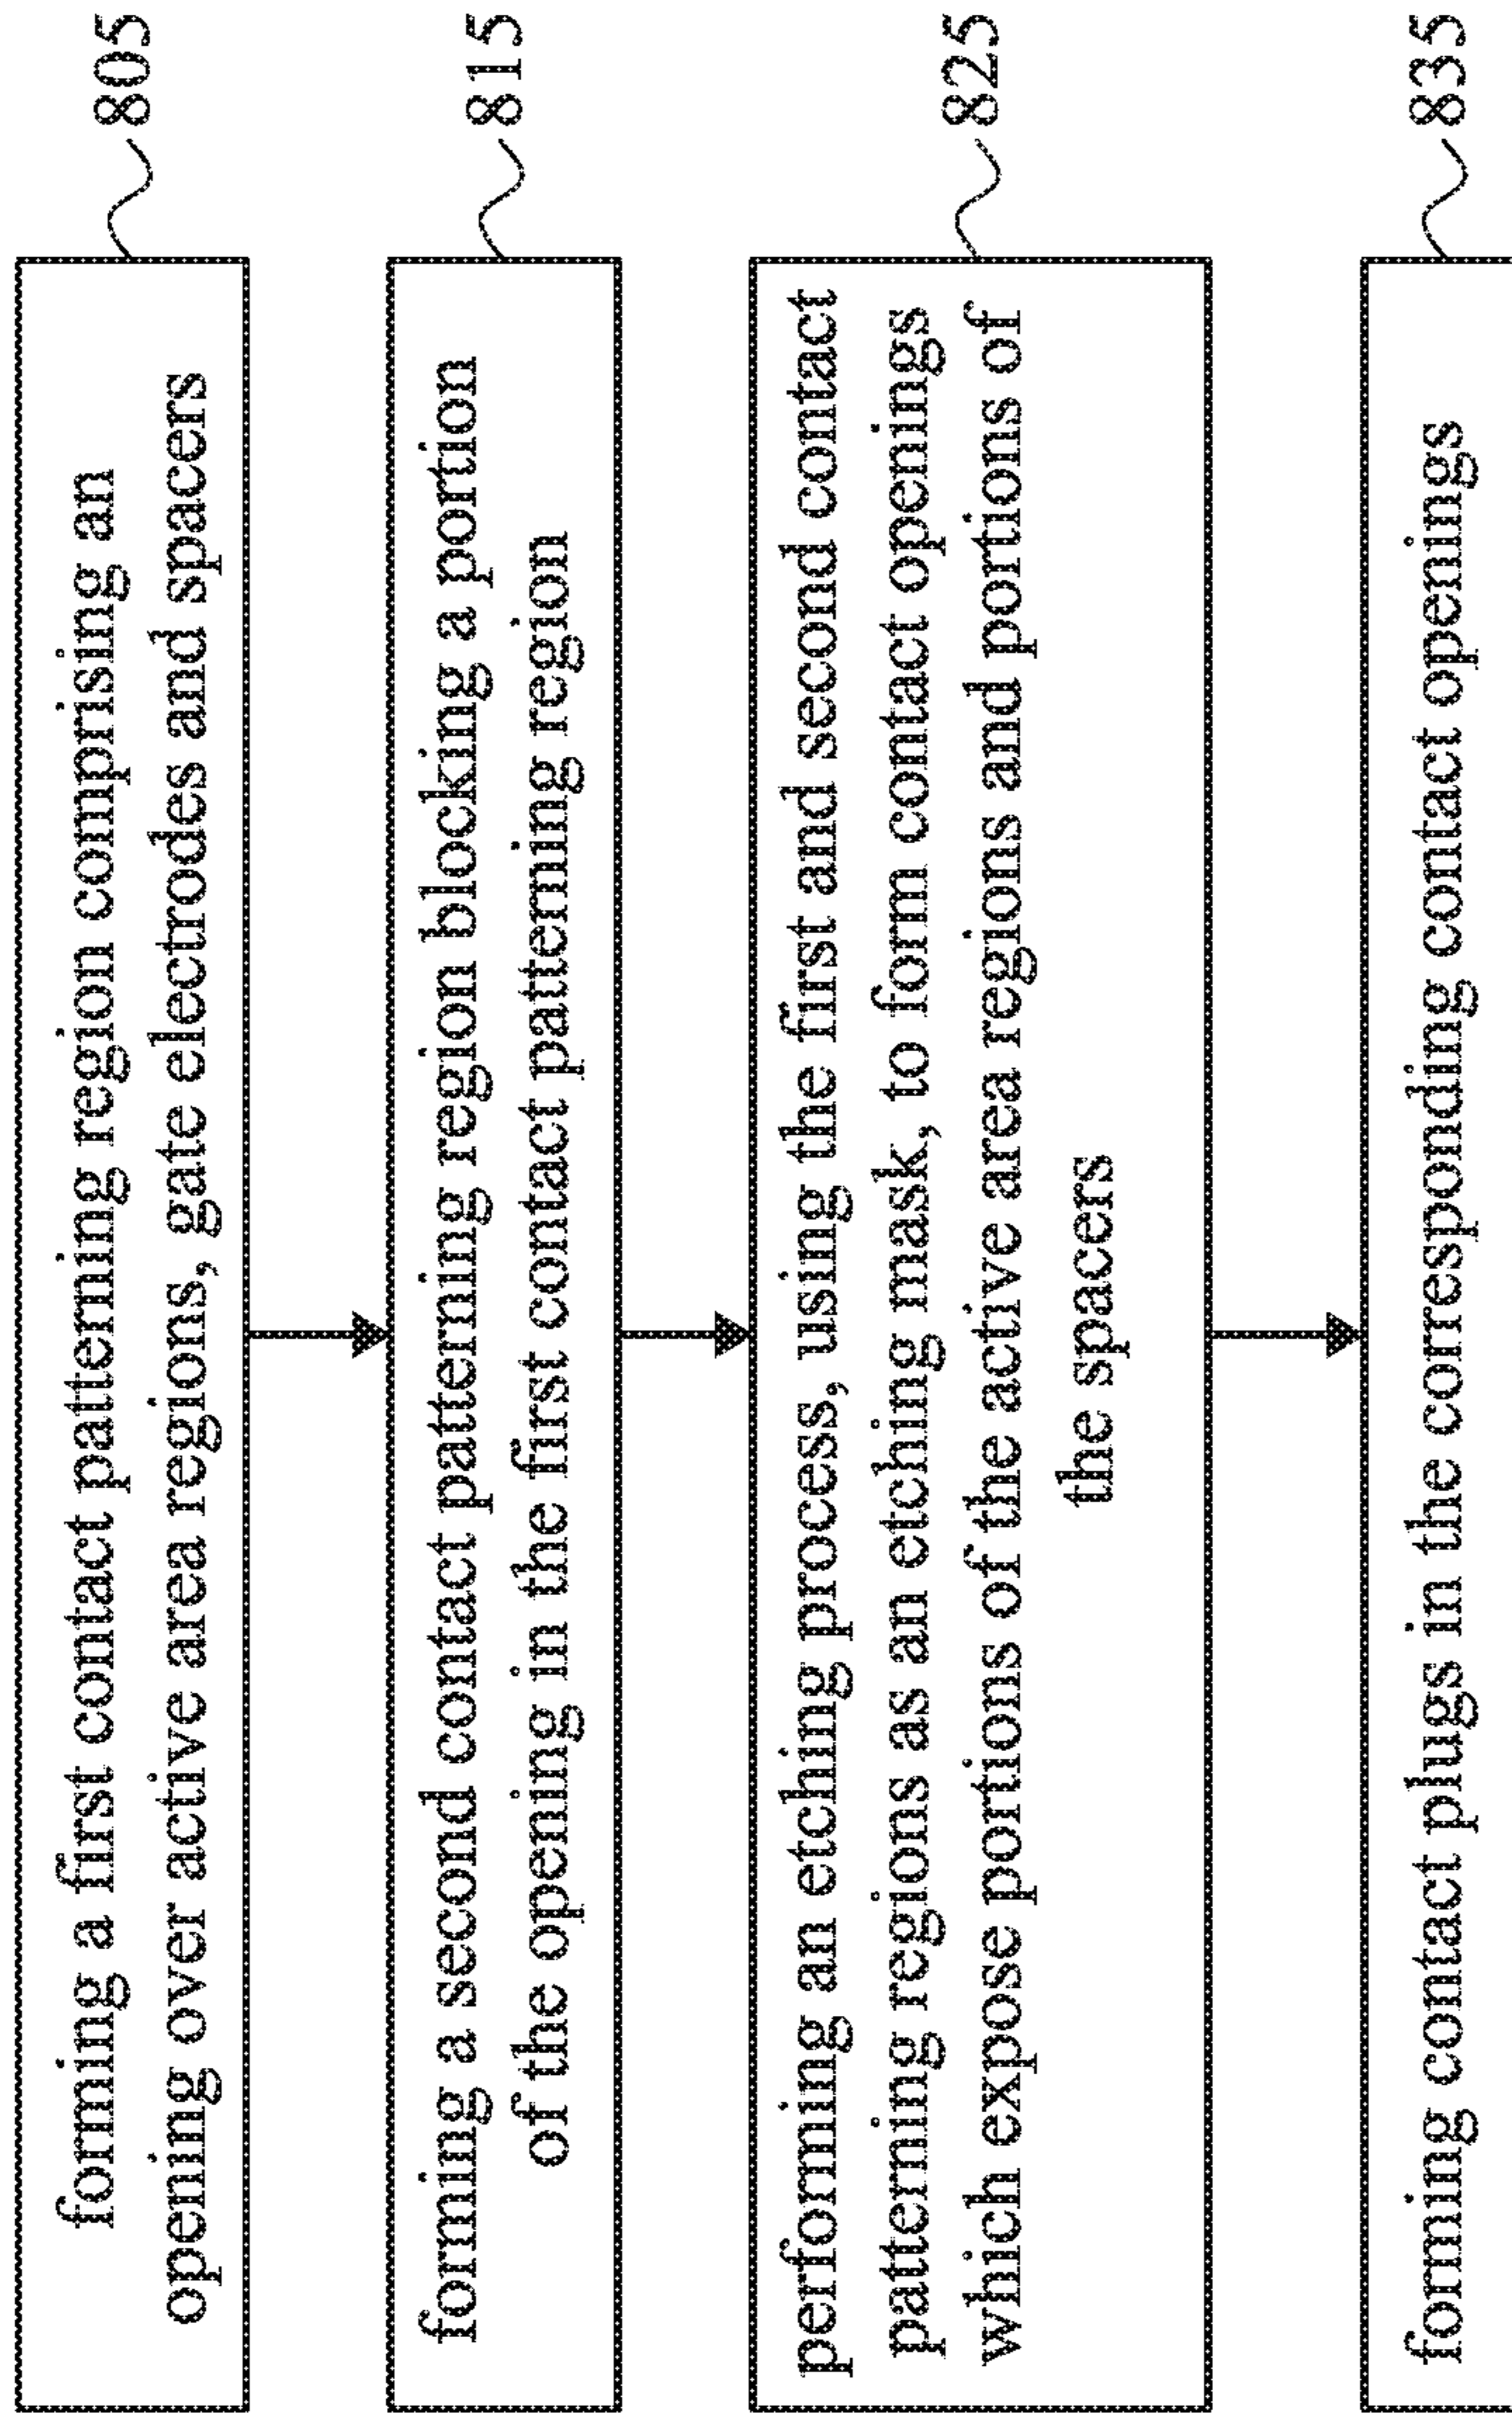 forming a first contact patterning region comprising an
opening over active area regions, gate electrodes and spacers
805
forming a second contact patterning region blocking a portion
of the opening in the first contact patterning region
815
performing an etching process, using the first and second contact
patterning regions as an etching mask, to form contact openings
which expose portions of the active area regions and portions of
the spacers
825
forming contact plugs in the corresponding contact openings
835